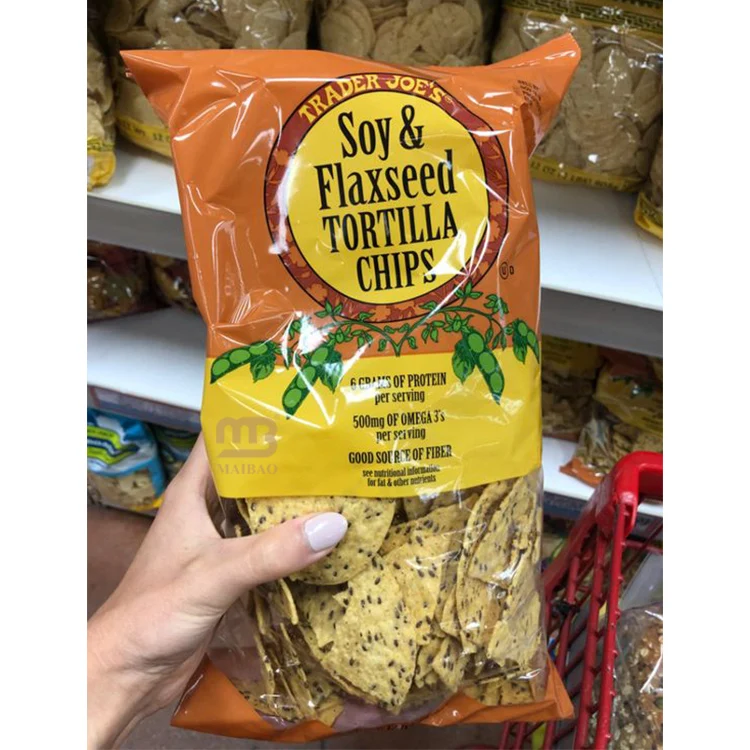 TRADER JOE'S
Soy &
Flaxseed
TORTILLA
CHIPS
U D
6 GRAMS OF PROTEIN
per serving
500mg OF OMEGA 3's
per serving
GOOD SOURCE OF FIBER
see nutritional information
for fat & other nutrients
MAIBAO